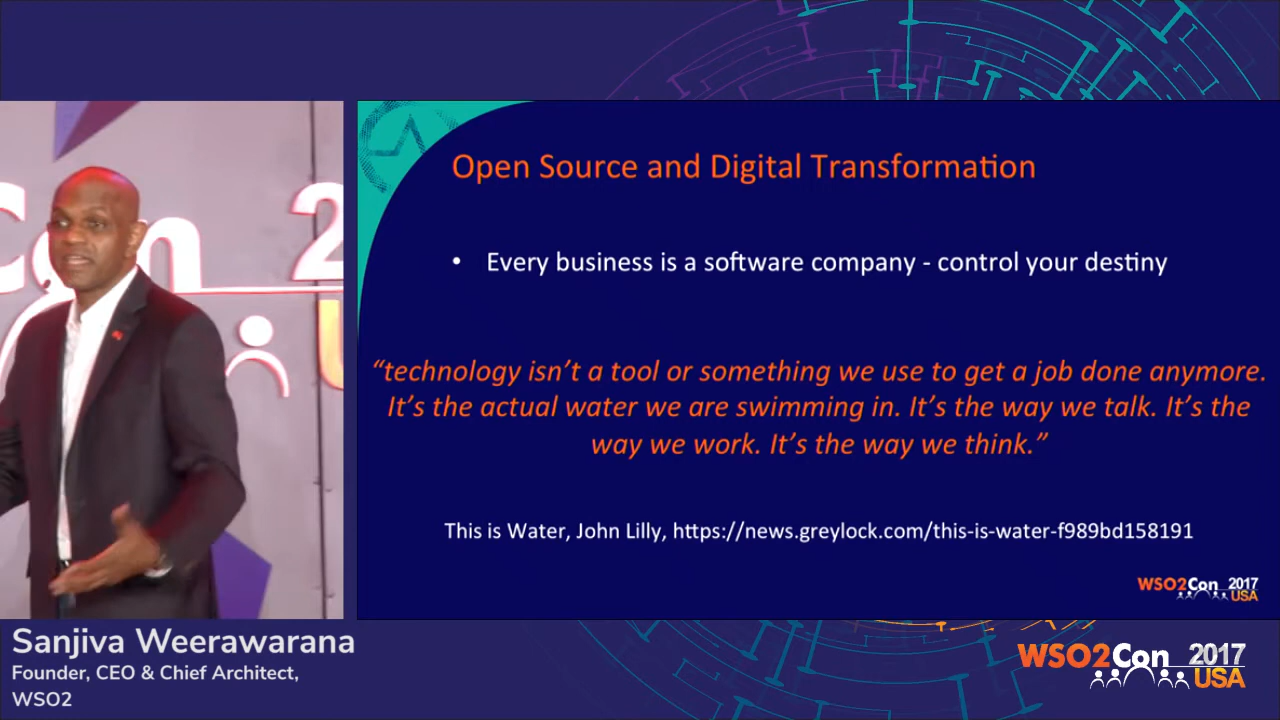 Con 2
Open Source and Digital Transformation
• Every business is a software company - control your destiny
“technology isn’t a tool or something we use to get a job done anymore.
It’s the actual water we are swimming in. It’s the way we talk. It’s the
way we work. It’s the way we think.”
This is Water, John Lilly, https://news.greylock.com/this-is-water-f989bd158191
WSO2Con 2017
USA
Sanjiva Weerawarana
Founder, CEO & Chief Architect,
WSO2
WSO2Con 2017
USA